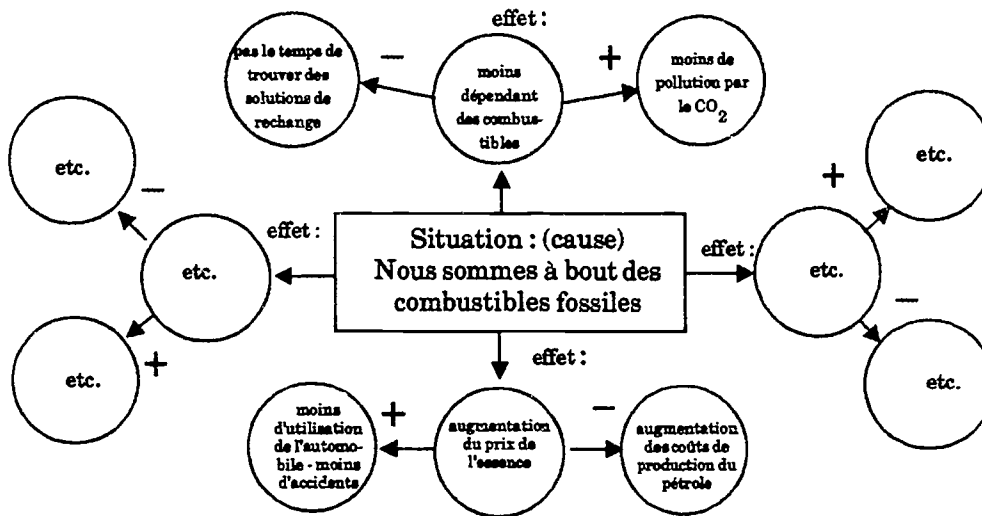 effet :
pas le temps de
trouver des
solutions de
rechange
−
moins
dépendant
des combus-
tibles
+
moins de
pollution par
le CO2
etc.
−
effet :
etc.
+
etc.
Situation : (cause)
Nous sommes à bout des
combustibles fossiles
effet :
etc.
+
etc.
−
etc.
effet :
moins
d'utilisation
de l'automo-
bile - moins
d'accidents
+
augmentation
du prix de
l'essence
−
augmentation
des coûts de
production du
pétrole